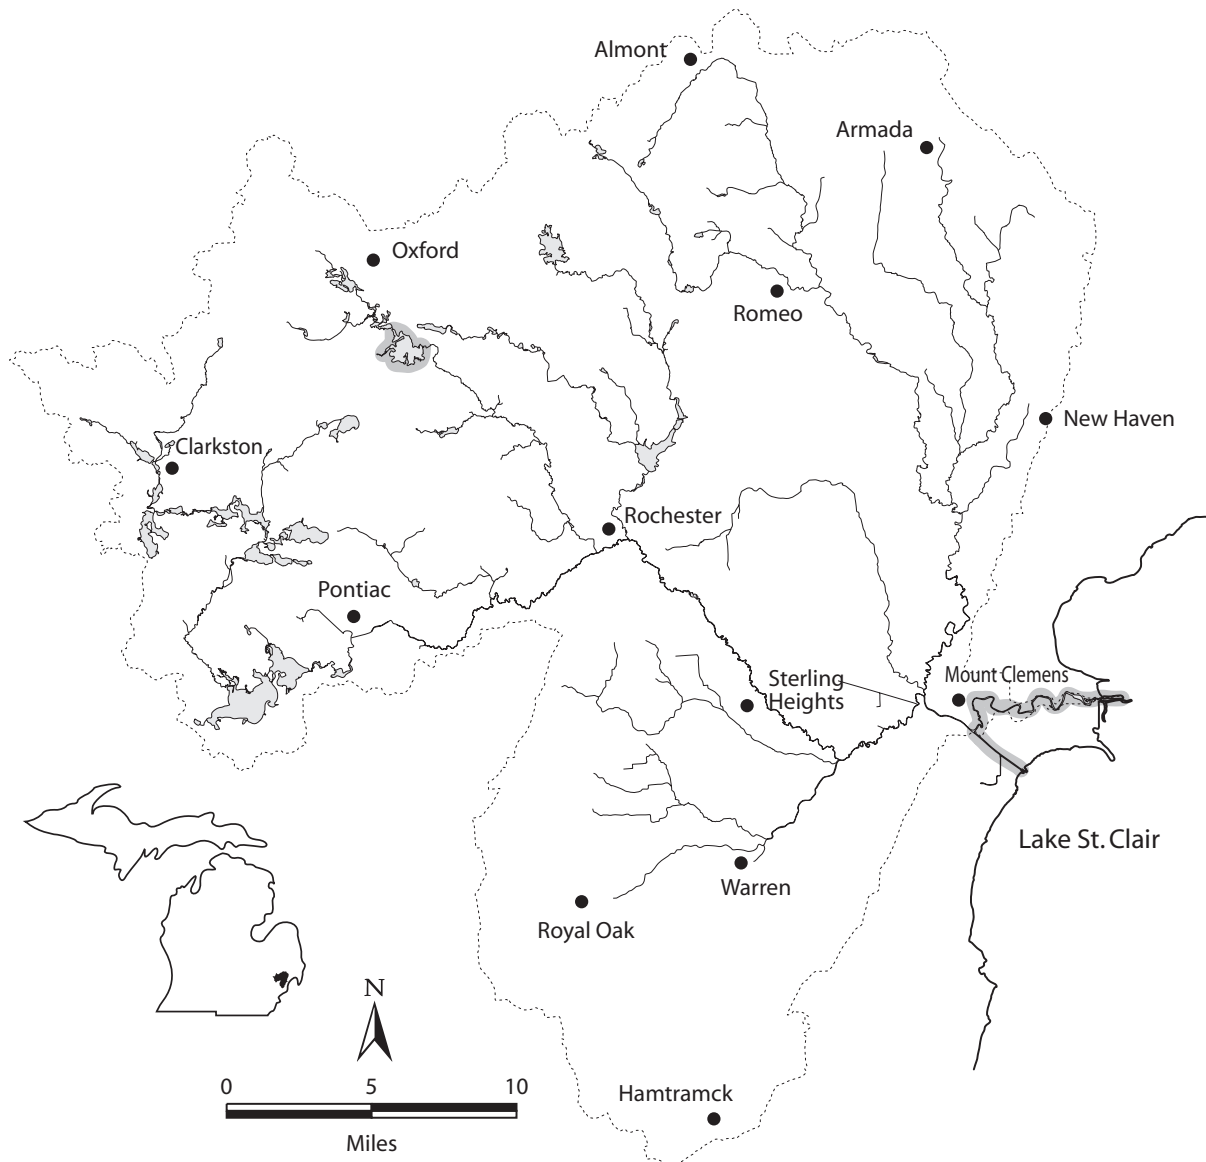 Almont
Armada
Oxford
Romeo
New Haven
Clarkston
Rochester
Pontiac
Mount Clemens
Sterling
Heights
Lake St. Clair
Warren
Royal Oak
N
0 5 10
Miles
Hamtramck